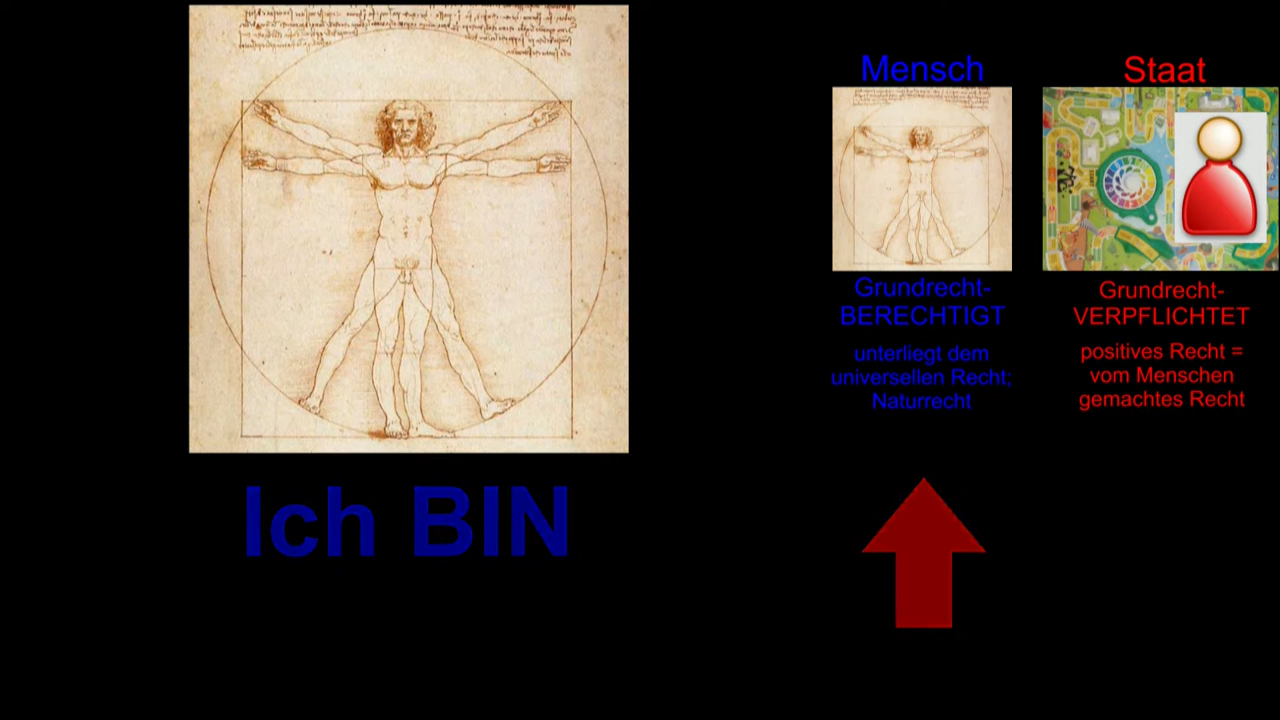 Ich BIN
Mensch
Grundrecht-
BERECHTIGT
unterliegt dem
universellen Recht;
Naturrecht
Staat
Grundrecht-
VERPFLICHTET
positives Recht =
vom Menschen
gemachtes Recht